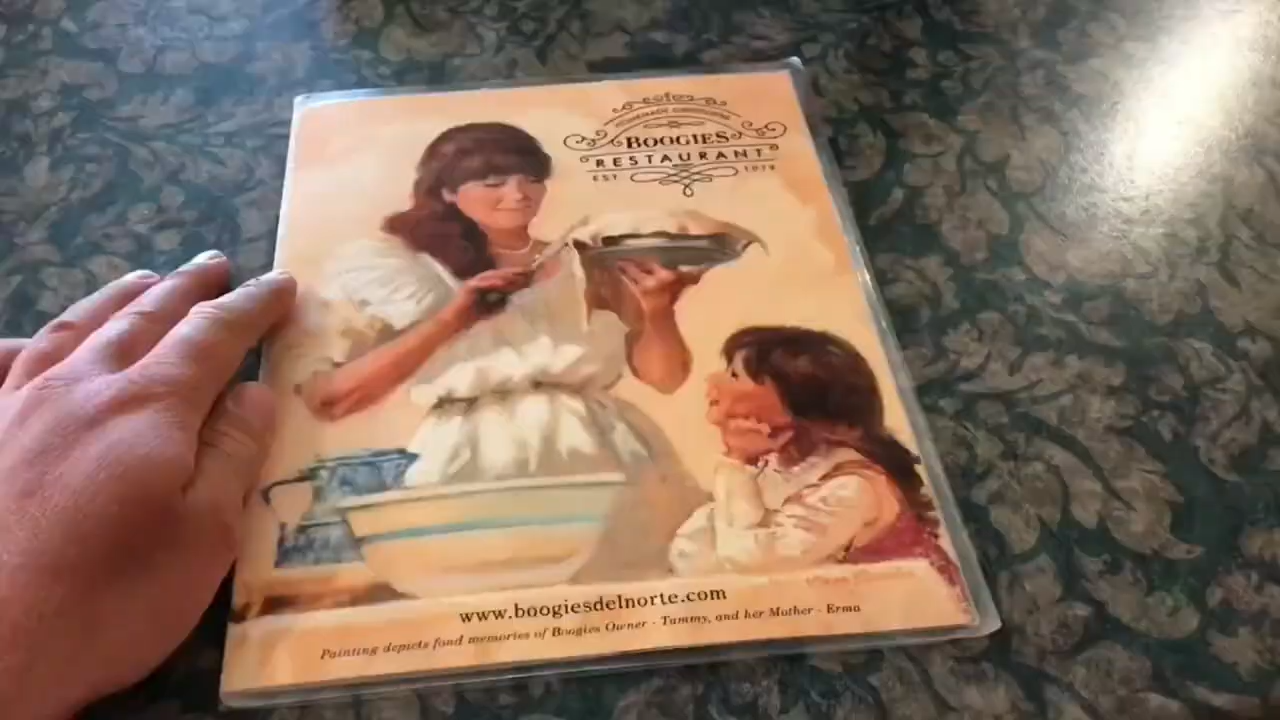 BOOGIES
RESTAURANT
EST 1979
www.boogiesdelnorte.com
Painting depicts fond memories of Boogies Owner - Tammy, and her Mother - Erma